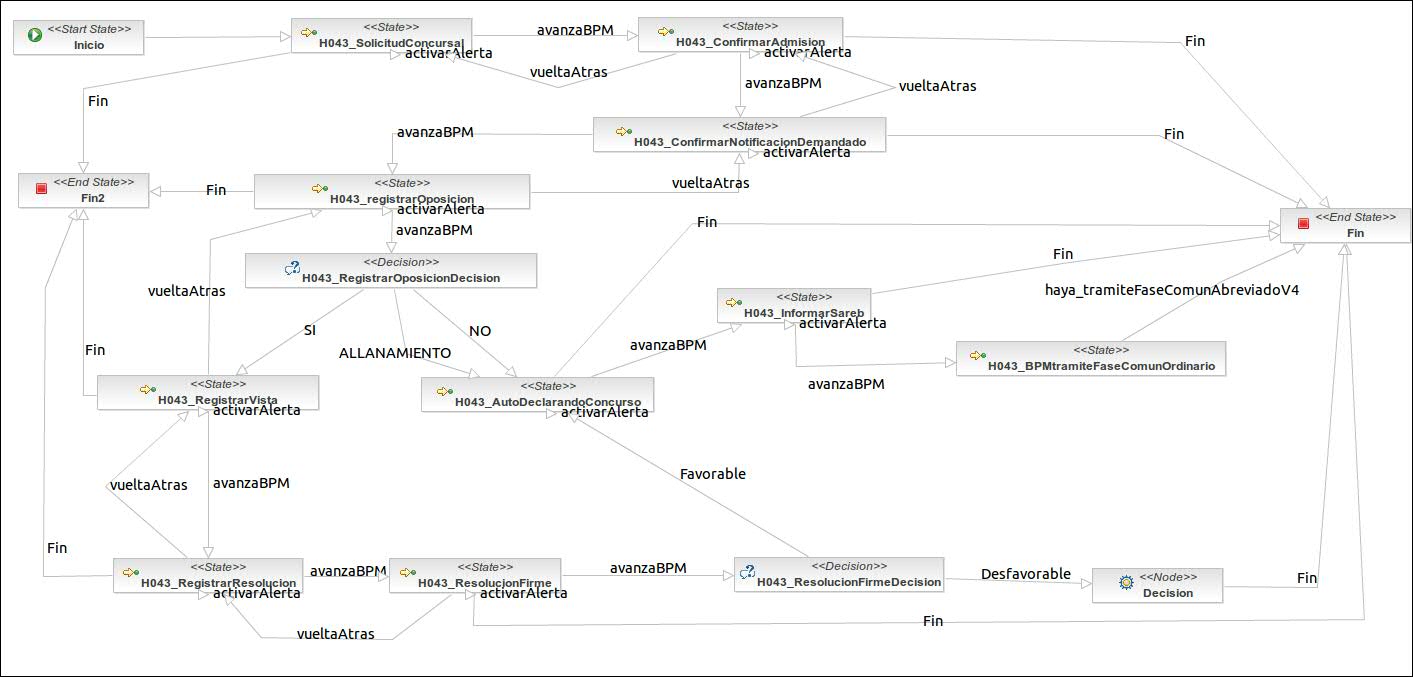 <<Start State>>
Inicio
<<State>>
H043_SolicitudConcursal
activarAlerta
avanzaBPM
<<State>>
H043_ConfirmarAdmision
activarAlerta
Fin
vueltaAtras
avanzaBPM
vueltaAtras
Fin
avanzaBPM
<<State>>
H043_ConfirmarNotificacionDemandado
activarAlerta
Fin
<<End State>>
Fin2
Fin
<<State>>
H043_registrarOposicion
activarAlerta
vueltaAtras
avanzaBPM
Fin
<<End State>>
Fin
<<Decision>>
H043_RegistrarOposicionDecision
Fin
vueltaAtras
haya_tramiteFaseComunAbreviadoV4
<<State>>
H043_InformarSareb
activarAlerta
SI
NO
ALLANAMIENTO
avanzaBPM
Fin
<<State>>
H043_BPMtramiteFaseComunOrdinario
avanzaBPM
<<State>>
H043_RegistrarVista
activarAlerta
<<State>>
H043_AutoDeclarandoConcurso
activarAlerta
Favorable
vueltaAtras
avanzaBPM
Fin
<<State>>
H043_RegistrarResolucion
activarAlerta
avanzaBPM
<<State>>
H043_ResolucionFirme
activarAlerta
avanzaBPM
<<Decision>>
H043_ResolucionFirmeDecision
Desfavorable
<<Node>>
Decision
Fin
Fin
vueltaAtras